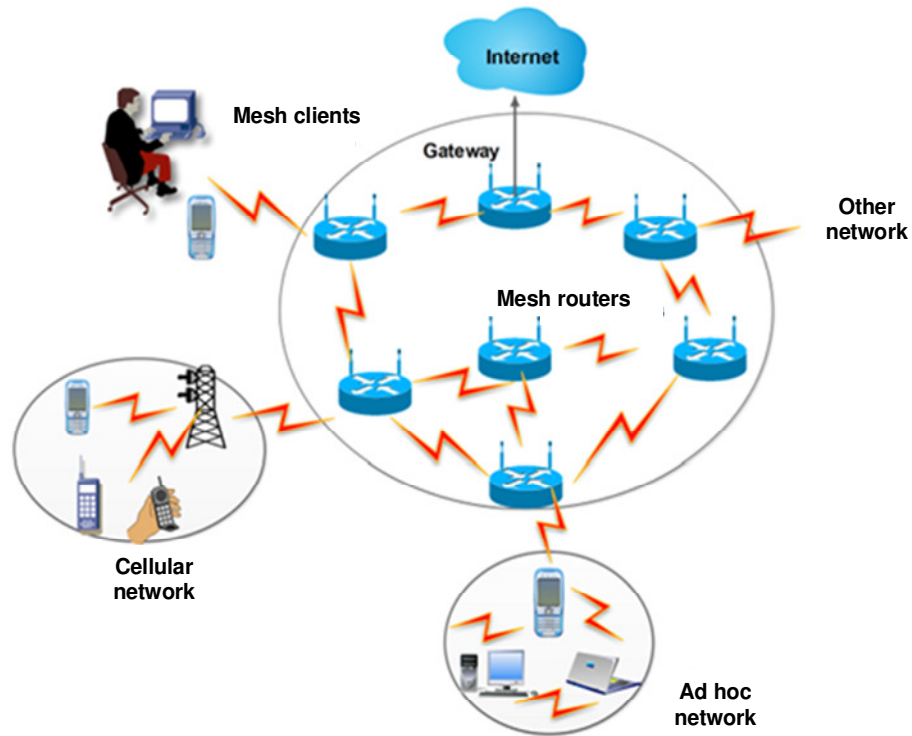 Internet
Mesh clients
Gateway
Other
network
Mesh routers
Cellular
network
Ad hoc
network